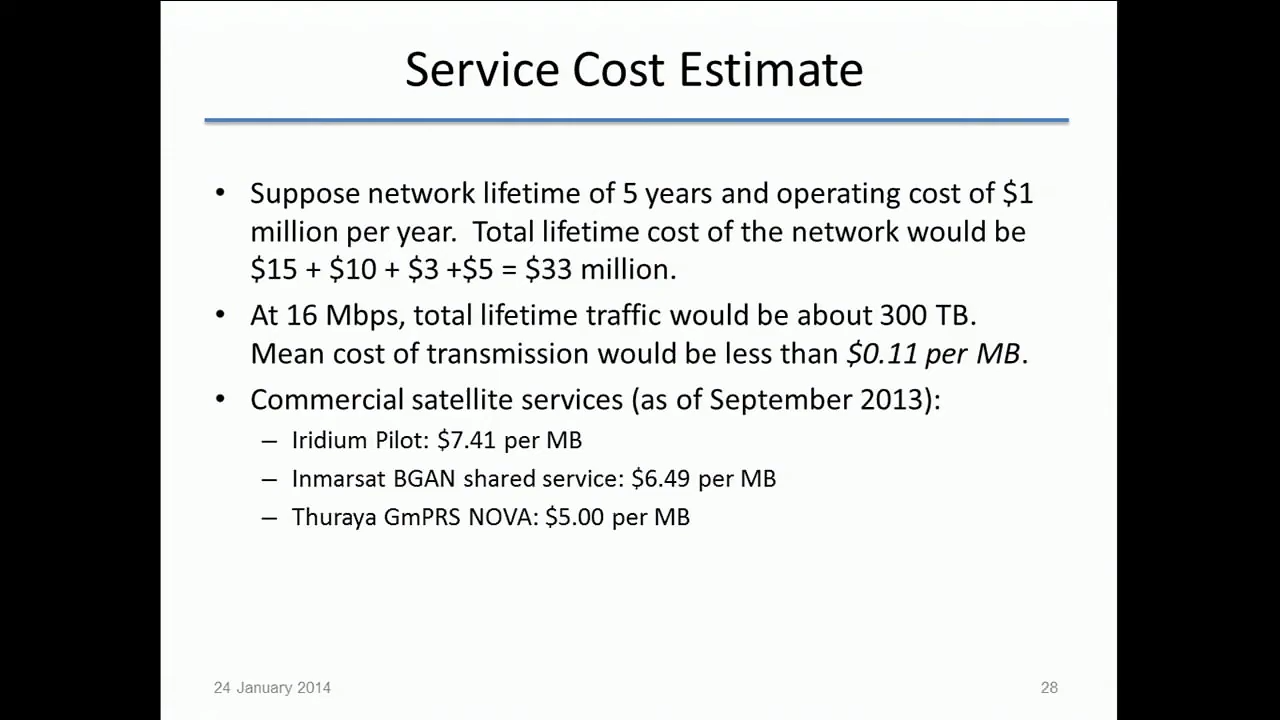 Service Cost Estimate
• Suppose network lifetime of 5 years and operating cost of $1
million per year.  Total lifetime cost of the network would be
$15 + $10 + $3 +$5 = $33 million.
• At 16 Mbps, total lifetime traffic would be about 300 TB.
Mean cost of transmission would be less than $0.11 per MB.
• Commercial satellite services (as of September 2013):
– Iridium Pilot: $7.41 per MB
– Inmarsat BGAN shared service: $6.49 per MB
– Thuraya GmPRS NOVA: $5.00 per MB
24 January 2014
28